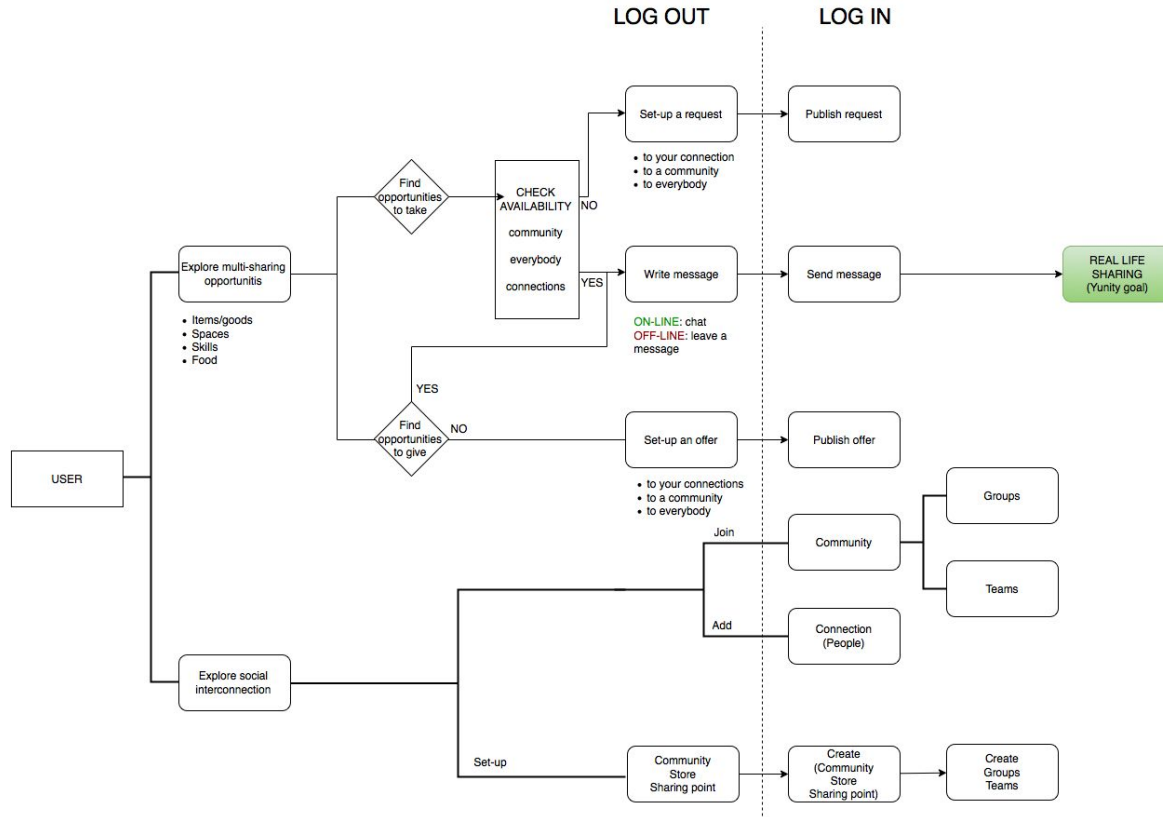 LOG OUT
LOG IN
Set-up a request
Publish request
• to your connection
• to a community
• to everybody
Find
opportunities
to take
CHECK
AVAILABILITY
community
everybody
connections
NO
YES
Explore multi-sharing
opportunitis
• Items/goods
• Spaces
• Skills
• Food
Write message
Send message
REAL LIFE
SHARING
(Yunity goal)
ON-LINE: chat
OFF-LINE: leave a
message
YES
Find
opportunities
to give
NO
Set-up an offer
Publish offer
• to your connections
• to a community
• to everybody
USER
Join
Community
Groups
Teams
Add
Connection
(People)
Explore social
interconnection
Set-up
Community
Store
Sharing point
Create
(Community
Store
Sharing point)
Create
Groups
Teams